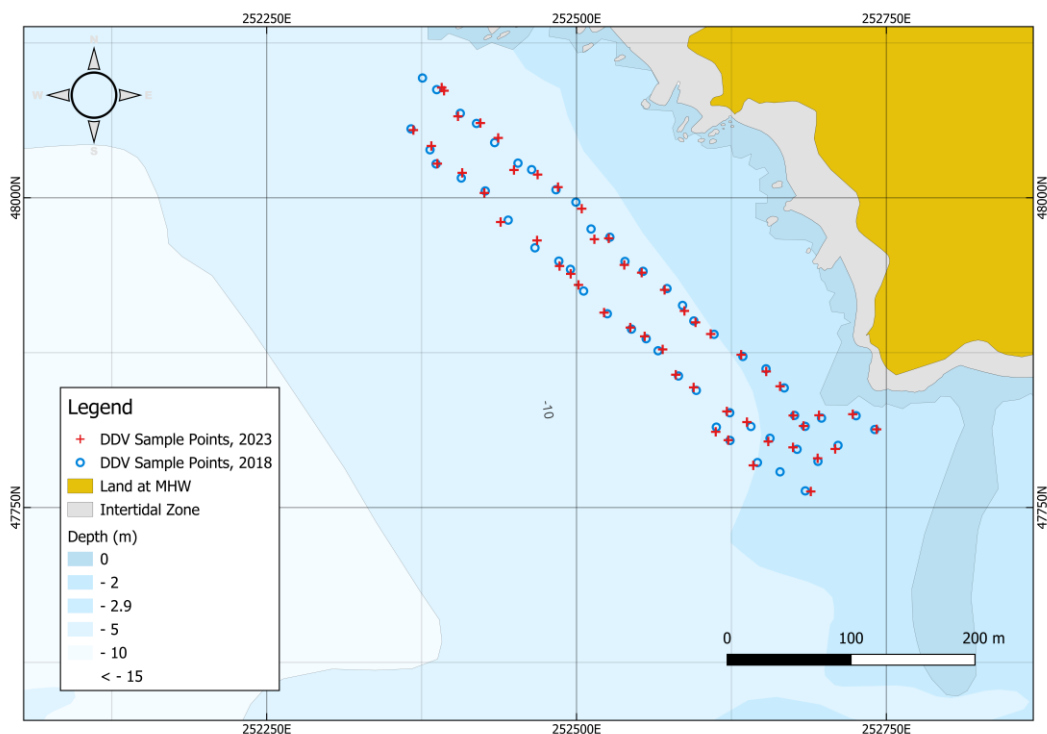 252250E 252500E 252750E
N
W E
S
48000N 48000N
-10
Legend
DDV Sample Points, 2023
DDV Sample Points, 2018
Land at MHW
Intertidal Zone
Depth (m)
0
- 2
- 2.9
- 5
- 10
< - 15
47750N 47750N
0 100 200 m
252250E 252500E 252750E